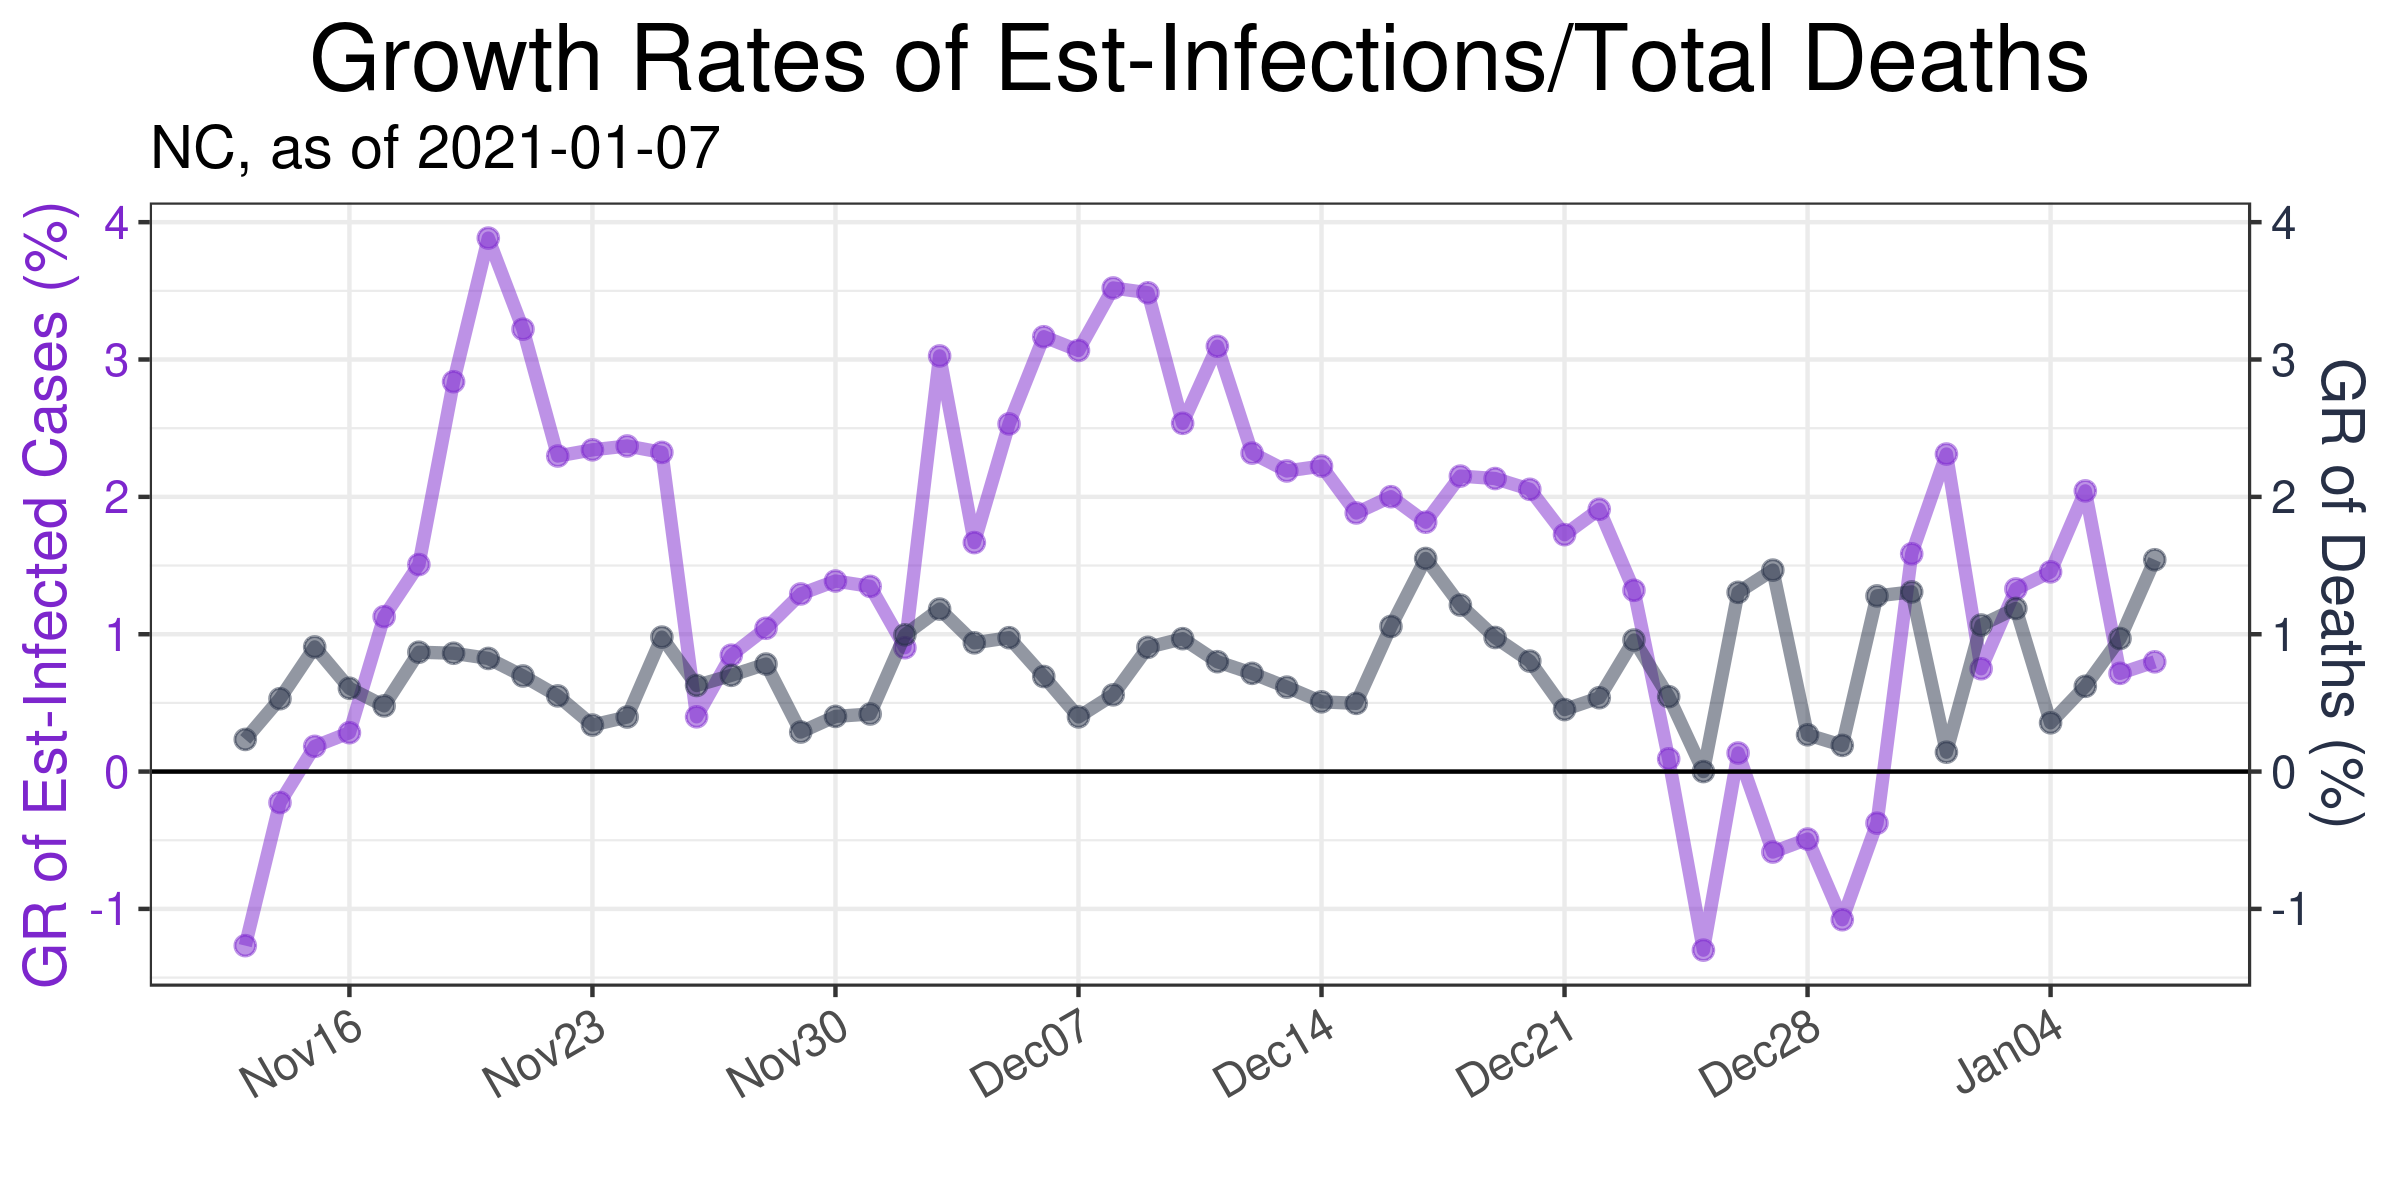 Growth Rates of Est-Infections/Total Deaths
NC, as of 2021-01-07
GR of Est-Infected Cases (%)
4
3
2
1
0
-1
4
3
2
1
0
-1
GR of Deaths (%)
Nov16
Nov23
Nov30
Dec07
Dec14
Dec21
Dec28
Jan04